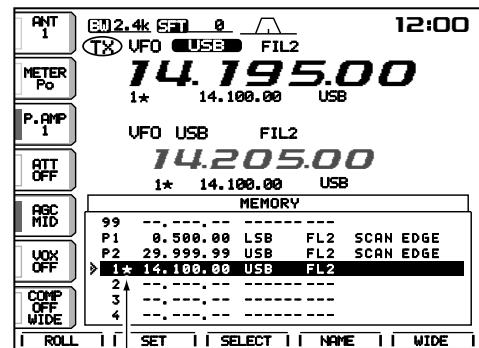 ANT
1
BW 2.4k SFT 0
12:00
TX VFO USB FIL2
14.195.00
1★ 14.100.00 USB
METER
Po
P.AMP
1
VFO USB FIL2
14.205.00
1★ 14.100.00 USB
ATT
OFF
AGC
MID
VOX
OFF
COMP
OFF
WIDE
MEMORY
99 --.---.-- ------ ---
P1 0.500.00 LSB FL2 SCAN EDGE
P2 29.999.99 USB FL2 SCAN EDGE
1★ 14.100.00 USB FL2
2 --.---.-- ------ ---
3 --.---.-- ------ ---
4 --.---.-- ------ ---
ROLL SET SELECT NAME WIDE